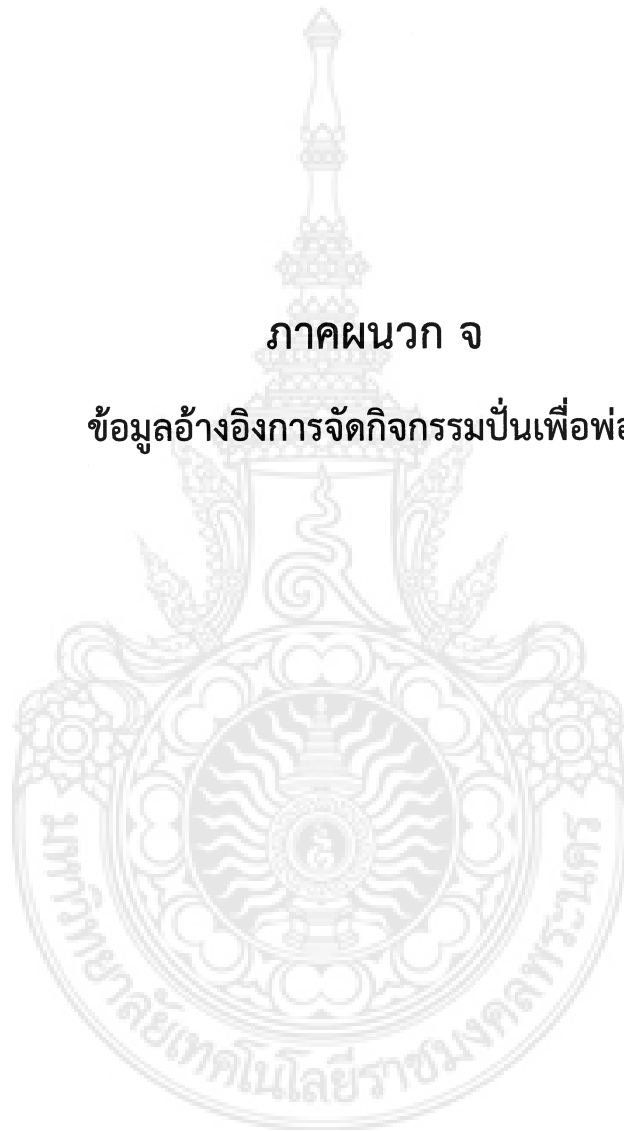 ภาคผนวก จ
ข้อมูลอ้างอิงการจัดกิจกรรมปั่นเพื่อพ่อ
มหาวิทยาลัยเทคโนโลยีราชมงคลพระนคร